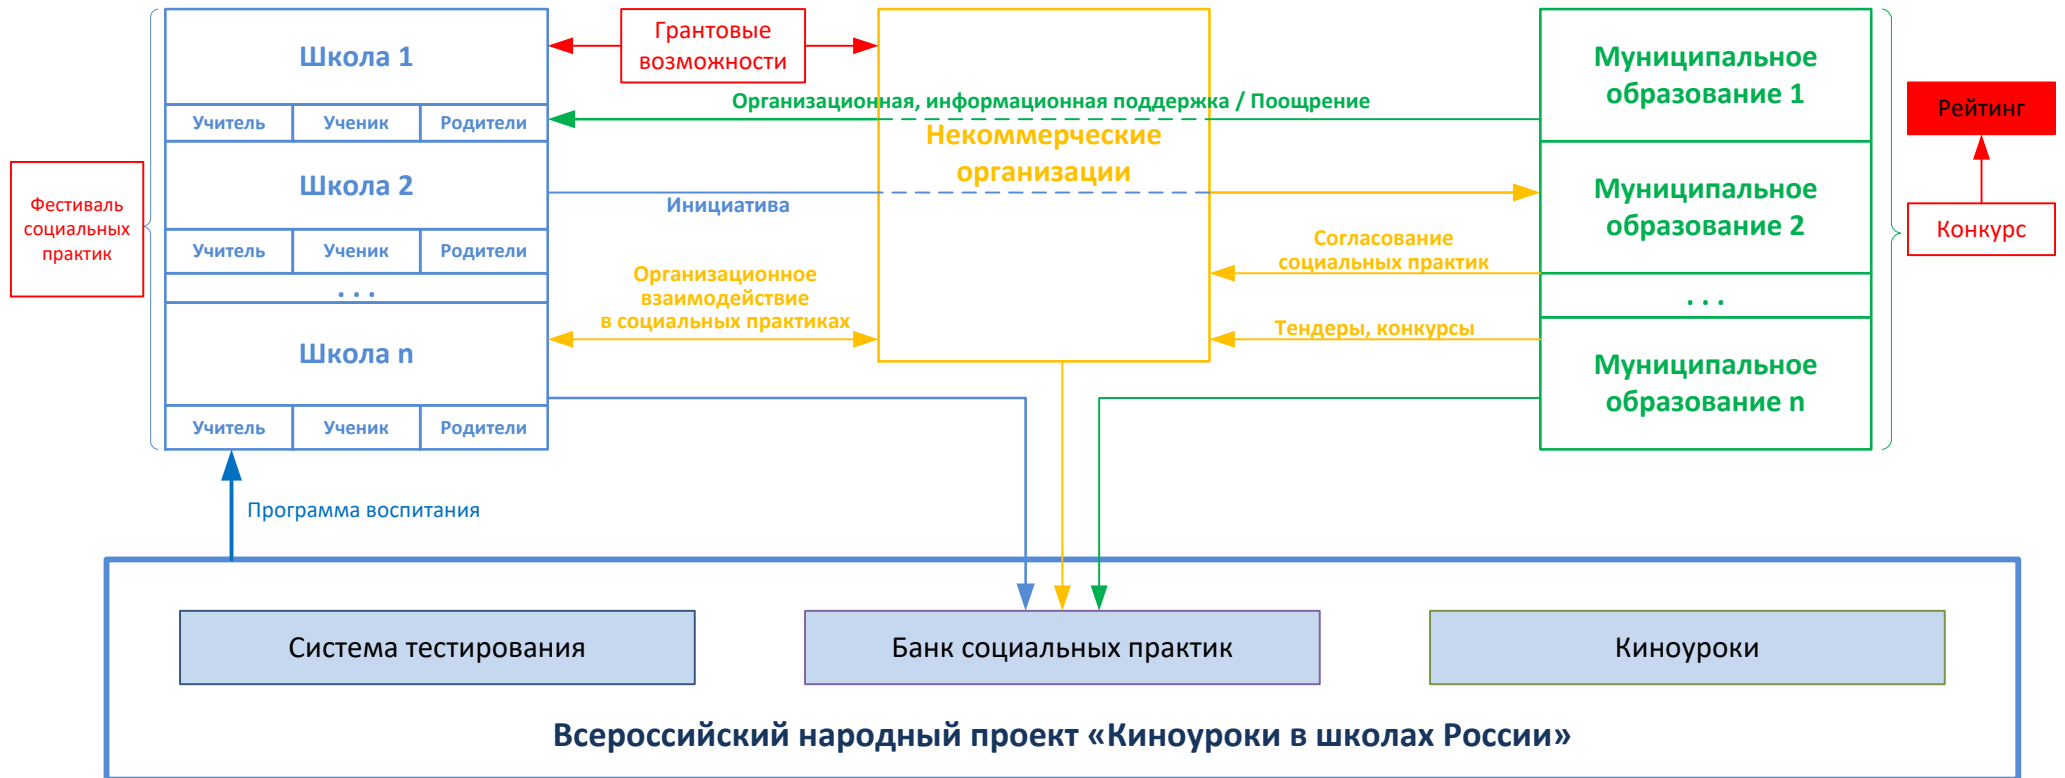 Школа 1
Учитель Ученик Родители
Школа 2
Учитель Ученик Родители
. . .
Школа n
Учитель Ученик Родители
Фестиваль
социальных
практик
Грантовые
возможности
Организационная, информационная поддержка / Поощрение
Некоммерческие
организации
Инициатива
Организационное
взаимодействие
в социальных практиках
Согласование
социальных практик
Тендеры, конкурсы
Муниципальное
образование 1
Муниципальное
образование 2
. . .
Муниципальное
образование n
Рейтинг
Конкурс
Программа воспитания
Система тестирования
Банк социальных практик
Киноуроки
Всероссийский народный проект «Киноуроки в школах России»